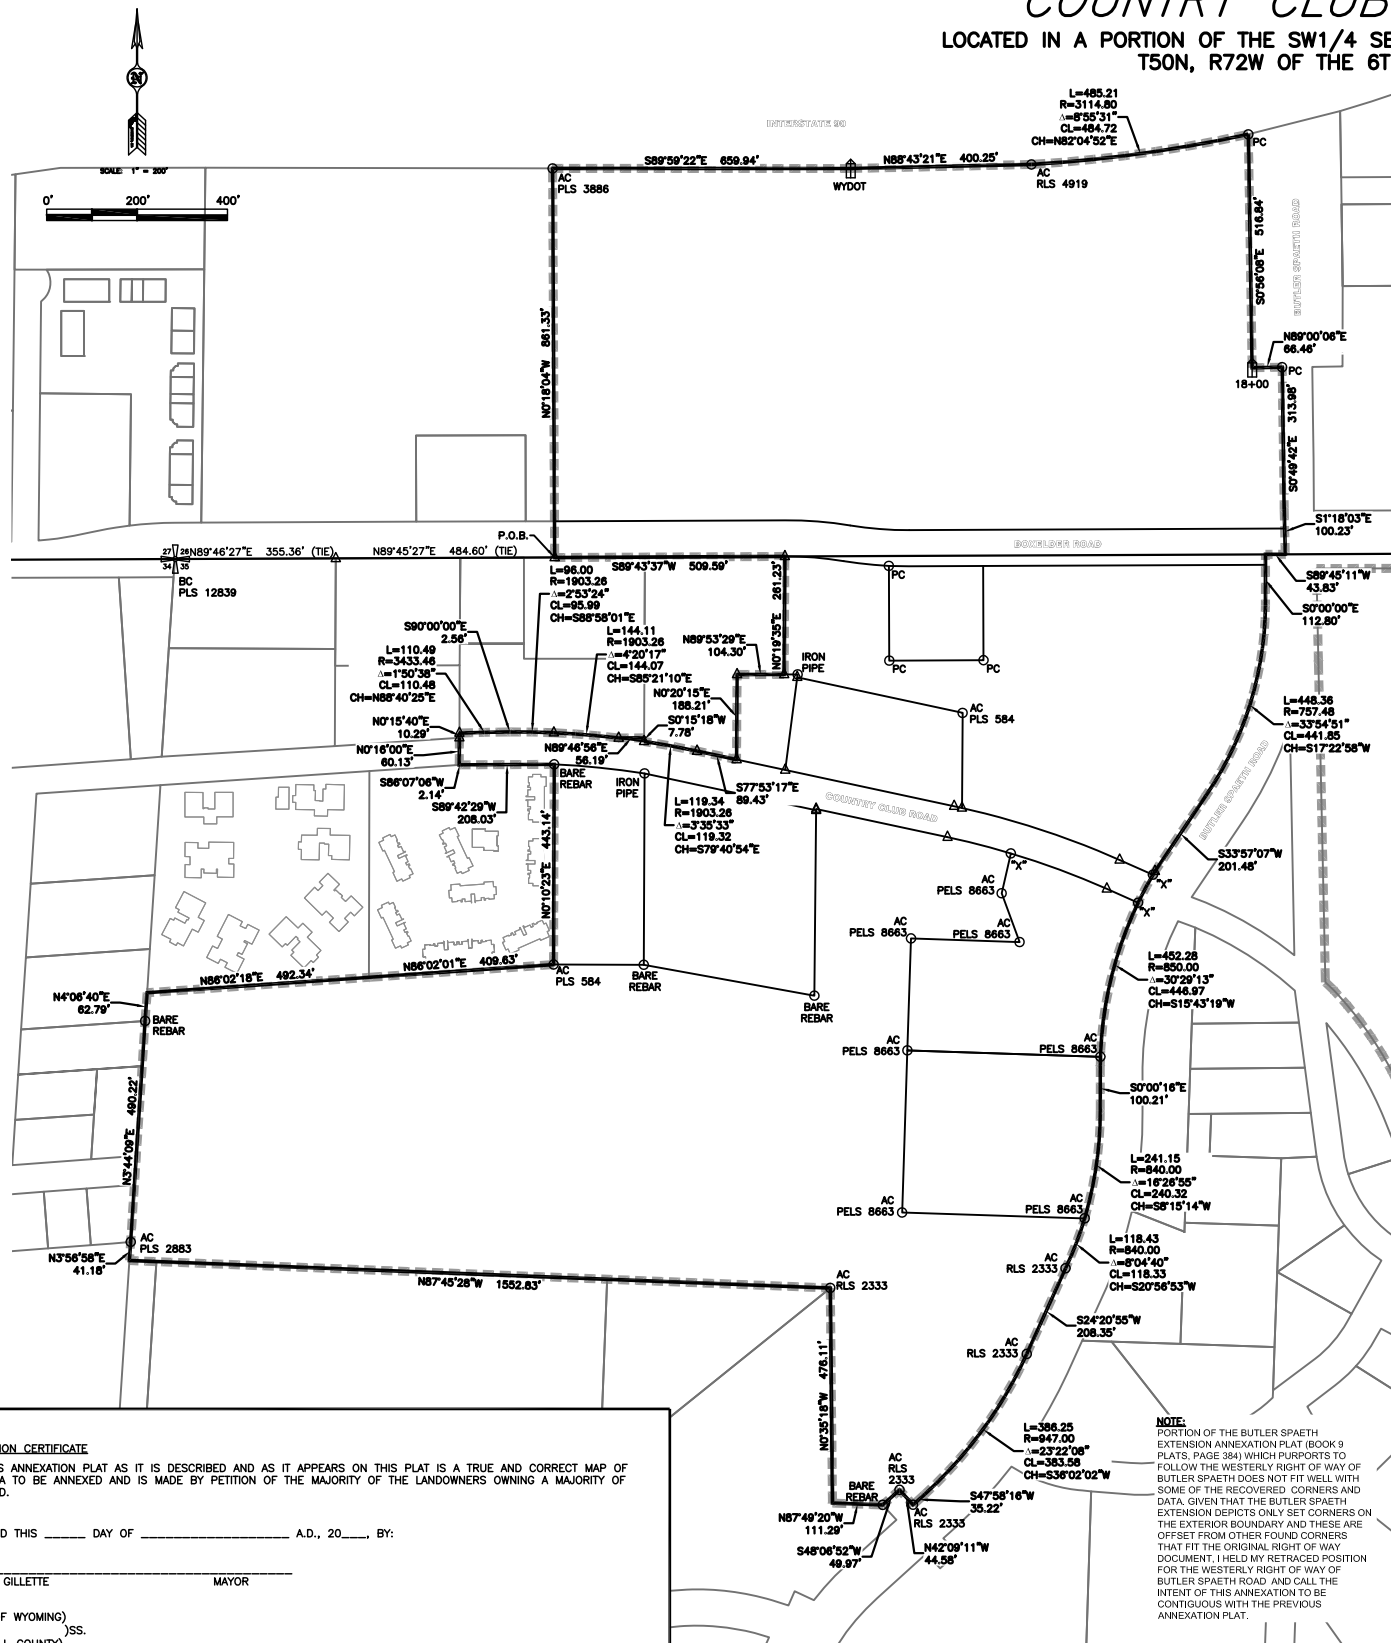 COUNTRY CLUB
LOCATED IN A PORTION OF THE SW1/4 SE
T50N, R72W OF THE 6T
N
SCALE: 1" = 200'
0' 200' 400'
INTERSTATE 90
L=485.21
R=3114.80
Δ=8°55'31"
CL=484.72
CH=N82°04'52"E
S89°59'22"E 659.94'
N88°43'21"E 400.25'
PC
AC
PLS 3886
WYDOT
AC
RLS 4919
S0°56'08"E 516.84'
BUTLER SPAETH ROAD
N89°00'06"E
66.46'
PC
18+00
N0°18'04"W 861.33'
S0°49'42"E 313.98'
S1°18'03"E
100.23'
P.O.B.
BOXELDER ROAD
27 26
34 35
N89°46'27"E 355.36' (TIE)
N89°45'27"E 484.60' (TIE)
S89°43'37"W 509.59'
BC
PLS 12839
S89°45'11"W
43.83'
S0°00'00"E
112.80'
L=96.00
R=1903.26
Δ=2°53'24"
CL=95.99
CH=S88°58'01"E
PC
N0°19'35"E 261.23'
S90°00'00"E
2.56'
L=144.11
R=1903.26
Δ=4°20'17"
CL=144.07
CH=S85°21'10"E
N89°53'29"E
104.30'
IRON
PIPE
PC
PC
L=110.49
R=3433.46
Δ=1°50'38"
CL=110.48
CH=N88°40'25"E
N0°20'15"E
188.21'
AC
PLS 584
L=448.36
R=757.48
Δ=33°54'51"
CL=441.85
CH=S17°22'58"W
N0°15'40"E
10.29'
S0°15'18"W
7.78'
N0°16'00"E
60.13'
N89°46'56"E
56.19'
S86°07'06"W
2.14'
S89°42'29"W
208.03'
BARE
REBAR
IRON
PIPE
S77°53'17"E
89.43'
L=119.34
R=1903.26
Δ=3°35'33"
CL=119.32
CH=S79°40'54"E
COUNTRY CLUB ROAD
BUTLER SPAETH ROAD
S33°57'07"W
201.48'
"X"
"X"
"X"
AC
PELS 8663
N0°10'23"E 443.14'
AC
PELS 8663
AC
PELS 8663
L=452.28
R=850.00
Δ=30°29'13"
CL=446.97
CH=S15°43'19"W
N86°02'18"E 492.34'
N86°02'01"E 409.63'
AC
PLS 584
BARE
REBAR
BARE
REBAR
N4°06'40"E
62.79'
BARE
REBAR
AC
PELS 8663
AC
PELS 8663
S0°00'16"E
100.21'
N3°44'09"E 490.22'
L=241.15
R=840.00
Δ=16°26'55"
CL=240.32
CH=S8°15'14"W
AC
PELS 8663
AC
PELS 8663
AC
PLS 2883
N3°56'58"E
41.18'
N87°45'28"W 1552.83'
AC
RLS 2333
AC
RLS 2333
L=118.43
R=840.00
Δ=8°04'40"
CL=118.33
CH=S20°56'53"W
S24°20'55"W
208.35'
AC
RLS 2333
N0°35'18"W 476.11'
L=386.25
R=947.00
Δ=23°22'08"
CL=383.58
CH=S36°02'02"W
AC
RLS
2333
BARE
REBAR
S47°58'16"W
35.22'
AC
RLS 2333
N87°49'20"W
111.29'
S48°06'52"W
49.97'
N42°09'11"W
44.58'
ION CERTIFICATE
S ANNEXATION PLAT AS IT IS DESCRIBED AND AS IT APPEARS ON THIS PLAT IS A TRUE AND CORRECT MAP OF
A TO BE ANNEXED AND IS MADE BY PETITION OF THE MAJORITY OF THE LANDOWNERS OWNING A MAJORITY OF
D.
D THIS _____ DAY OF ___________________ A.D., 20___, BY:
GILLETTE MAYOR
F WYOMING)
)SS.
L COUNTY)
NOTE:
PORTION OF THE BUTLER SPAETH
EXTENSION ANNEXATION PLAT (BOOK 9
PLATS, PAGE 384) WHICH PURPORTS TO
FOLLOW THE WESTERLY RIGHT OF WAY OF
BUTLER SPAETH DOES NOT FIT WELL WITH
SOME OF THE RECOVERED CORNERS AND
DATA. GIVEN THAT THE BUTLER SPAETH
EXTENSION DEPICTS ONLY SET CORNERS ON
THE EXTERIOR BOUNDARY AND THESE ARE
OFFSET FROM OTHER FOUND CORNERS
THAT FIT THE ORIGINAL RIGHT OF WAY
DOCUMENT, I HELD MY RETRACED POSITION
FOR THE WESTERLY RIGHT OF WAY OF
BUTLER SPAETH ROAD AND CALL THE
INTENT OF THIS ANNEXATION TO BE
CONTIGUOUS WITH THE PREVIOUS
ANNEXATION PLAT.